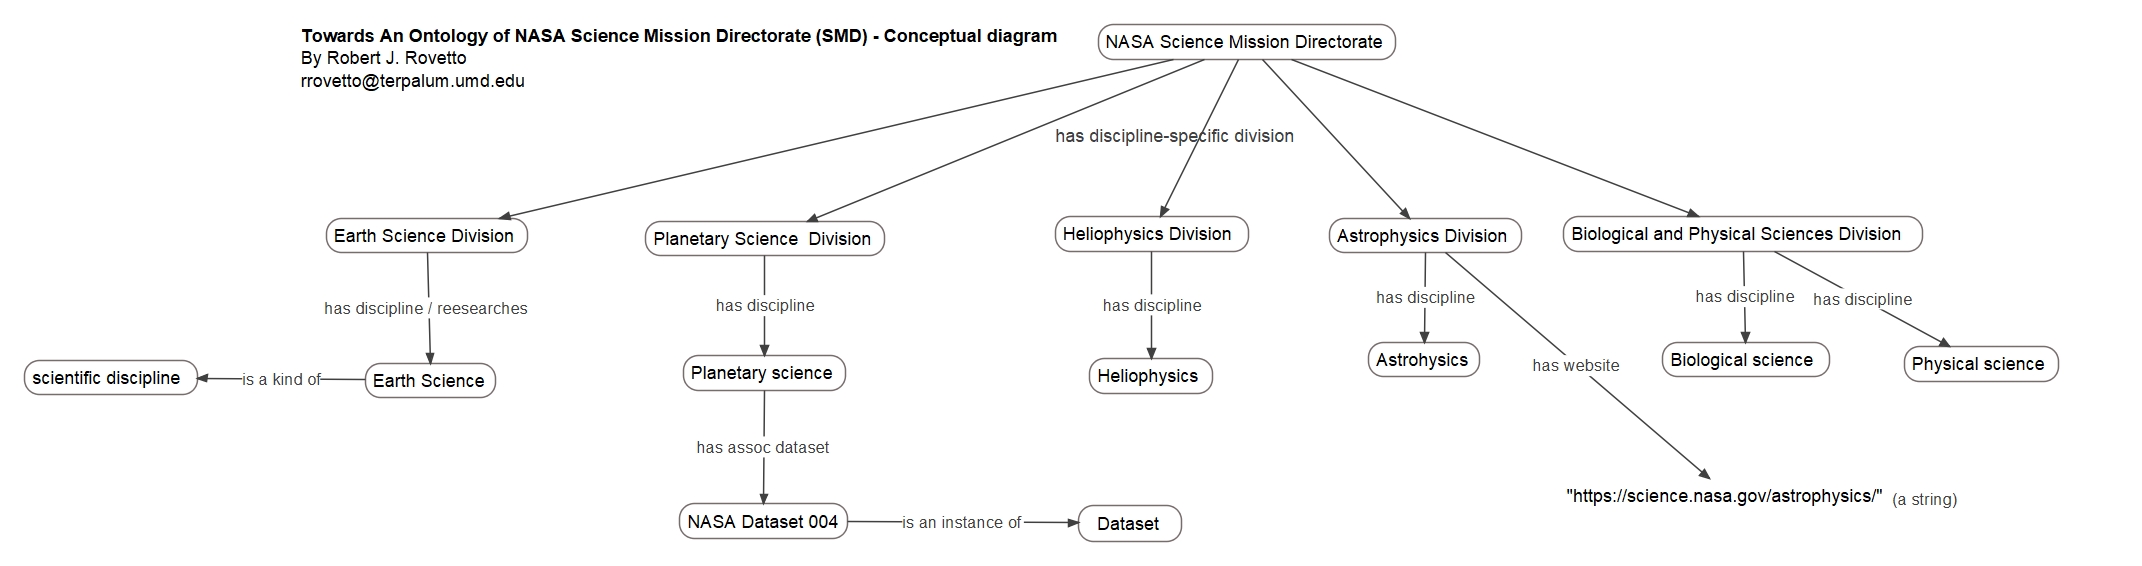 Towards An Ontology of NASA Science Mission Directorate (SMD) - Conceptual diagram
By Robert J. Rovetto
rrovetto@terpalum.umd.edu
NASA Science Mission Directorate
has discipline-specific division
Earth Science Division
Planetary Science  Division
Heliophysics Division
Astrophysics Division
Biological and Physical Sciences Division
has discipline / reesearches
has discipline
has discipline
has discipline
has discipline
has discipline
scientific discipline
is a kind of
Earth Science
Planetary science
Heliophysics
Astrohysics
has website
Biological science
Physical science
has assoc dataset
"https://science.nasa.gov/astrophysics/" (a string)
NASA Dataset 004
is an instance of
Dataset